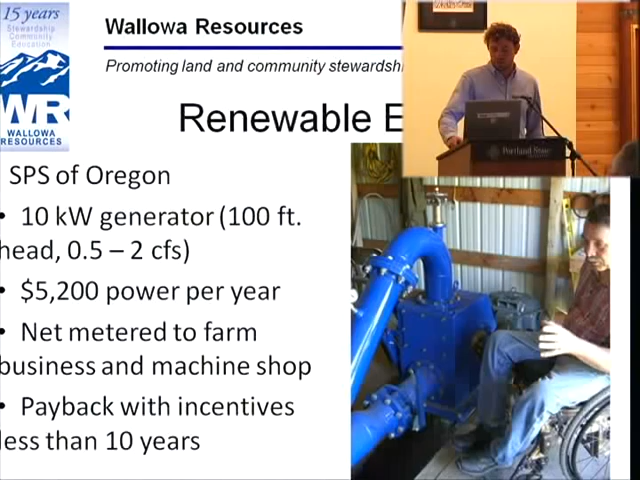 15 years
Stewardship
Community
Education
WR
WALLOWA
RESOURCES
Wallowa Resources
Promoting land and community stewardshi
Renewable E
SPS of Oregon
• 10 kW generator (100 ft.
head, 0.5 – 2 cfs)
• $5,200 power per year
• Net metered to farm
business and machine shop
• Payback with incentives
less than 10 years
Portland State